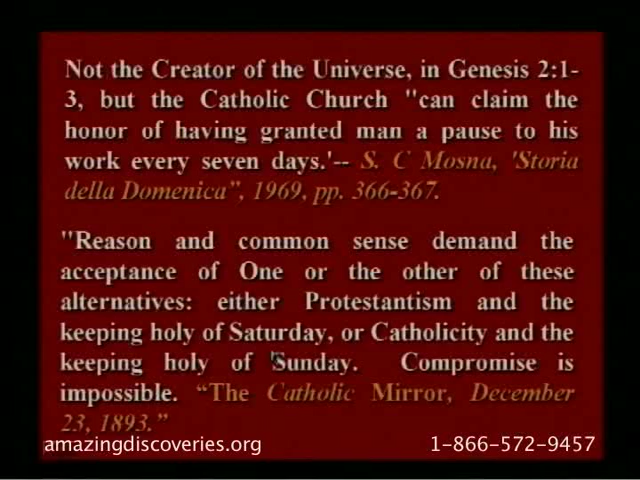 Not the Creator of the Universe, in Genesis 2:1-
3, but the Catholic Church "can claim the
honor of having granted man a pause to his
work every seven days.'-- S. C Mosna, 'Storia
della Domenica”, 1969, pp. 366-367.
"Reason and common sense demand the
acceptance of One or the other of these
alternatives: either Protestantism and the
keeping holy of Saturday, or Catholicity and the
keeping holy of Sunday. Compromise is
impossible. “The Catholic Mirror, December
23, 1893.”
amazingdiscoveries.org 1-866-572-9457